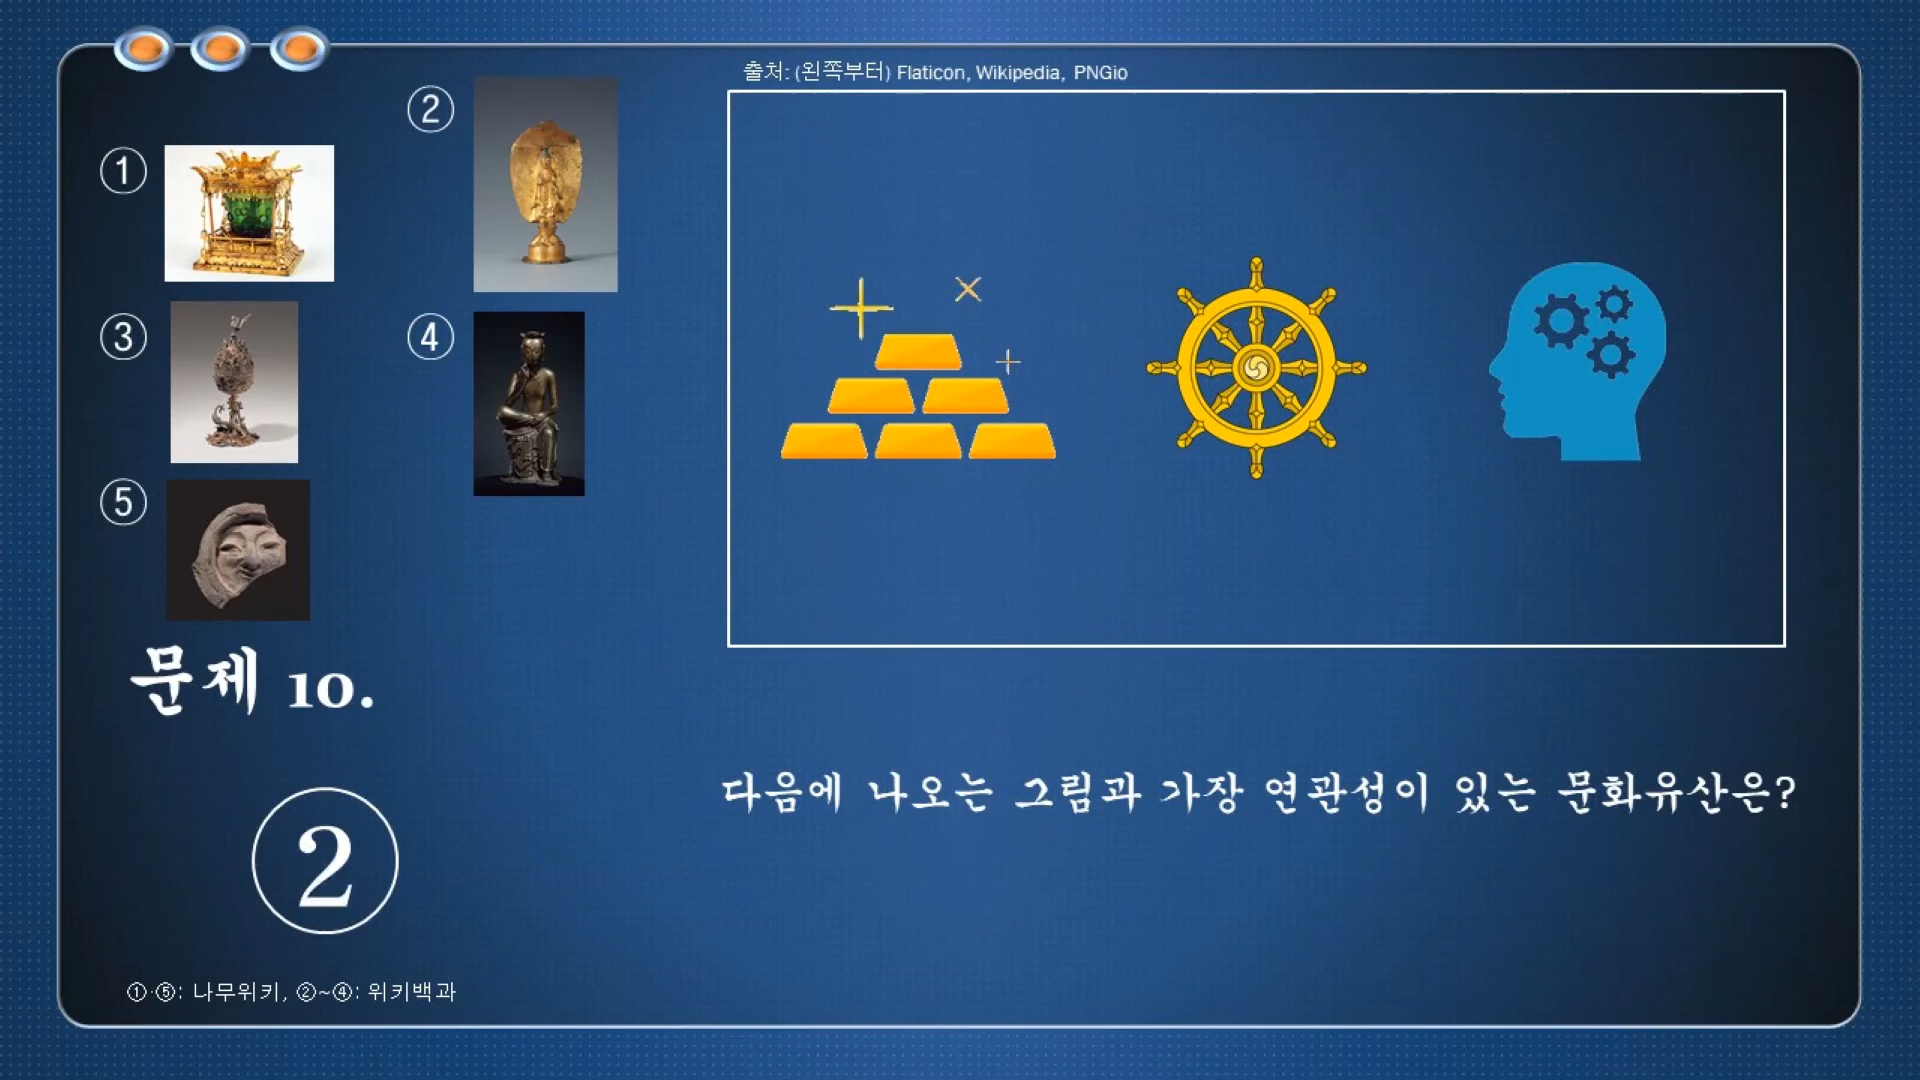 출처: (왼쪽부터) Flaticon, Wikipedia, PNGio
①
②
③
④
⑤
문제 10.
다음에 나오는 그림과 가장 연관성이 있는 문화유산은?
②
①·⑤: 나무위키, ②~④: 위키백과